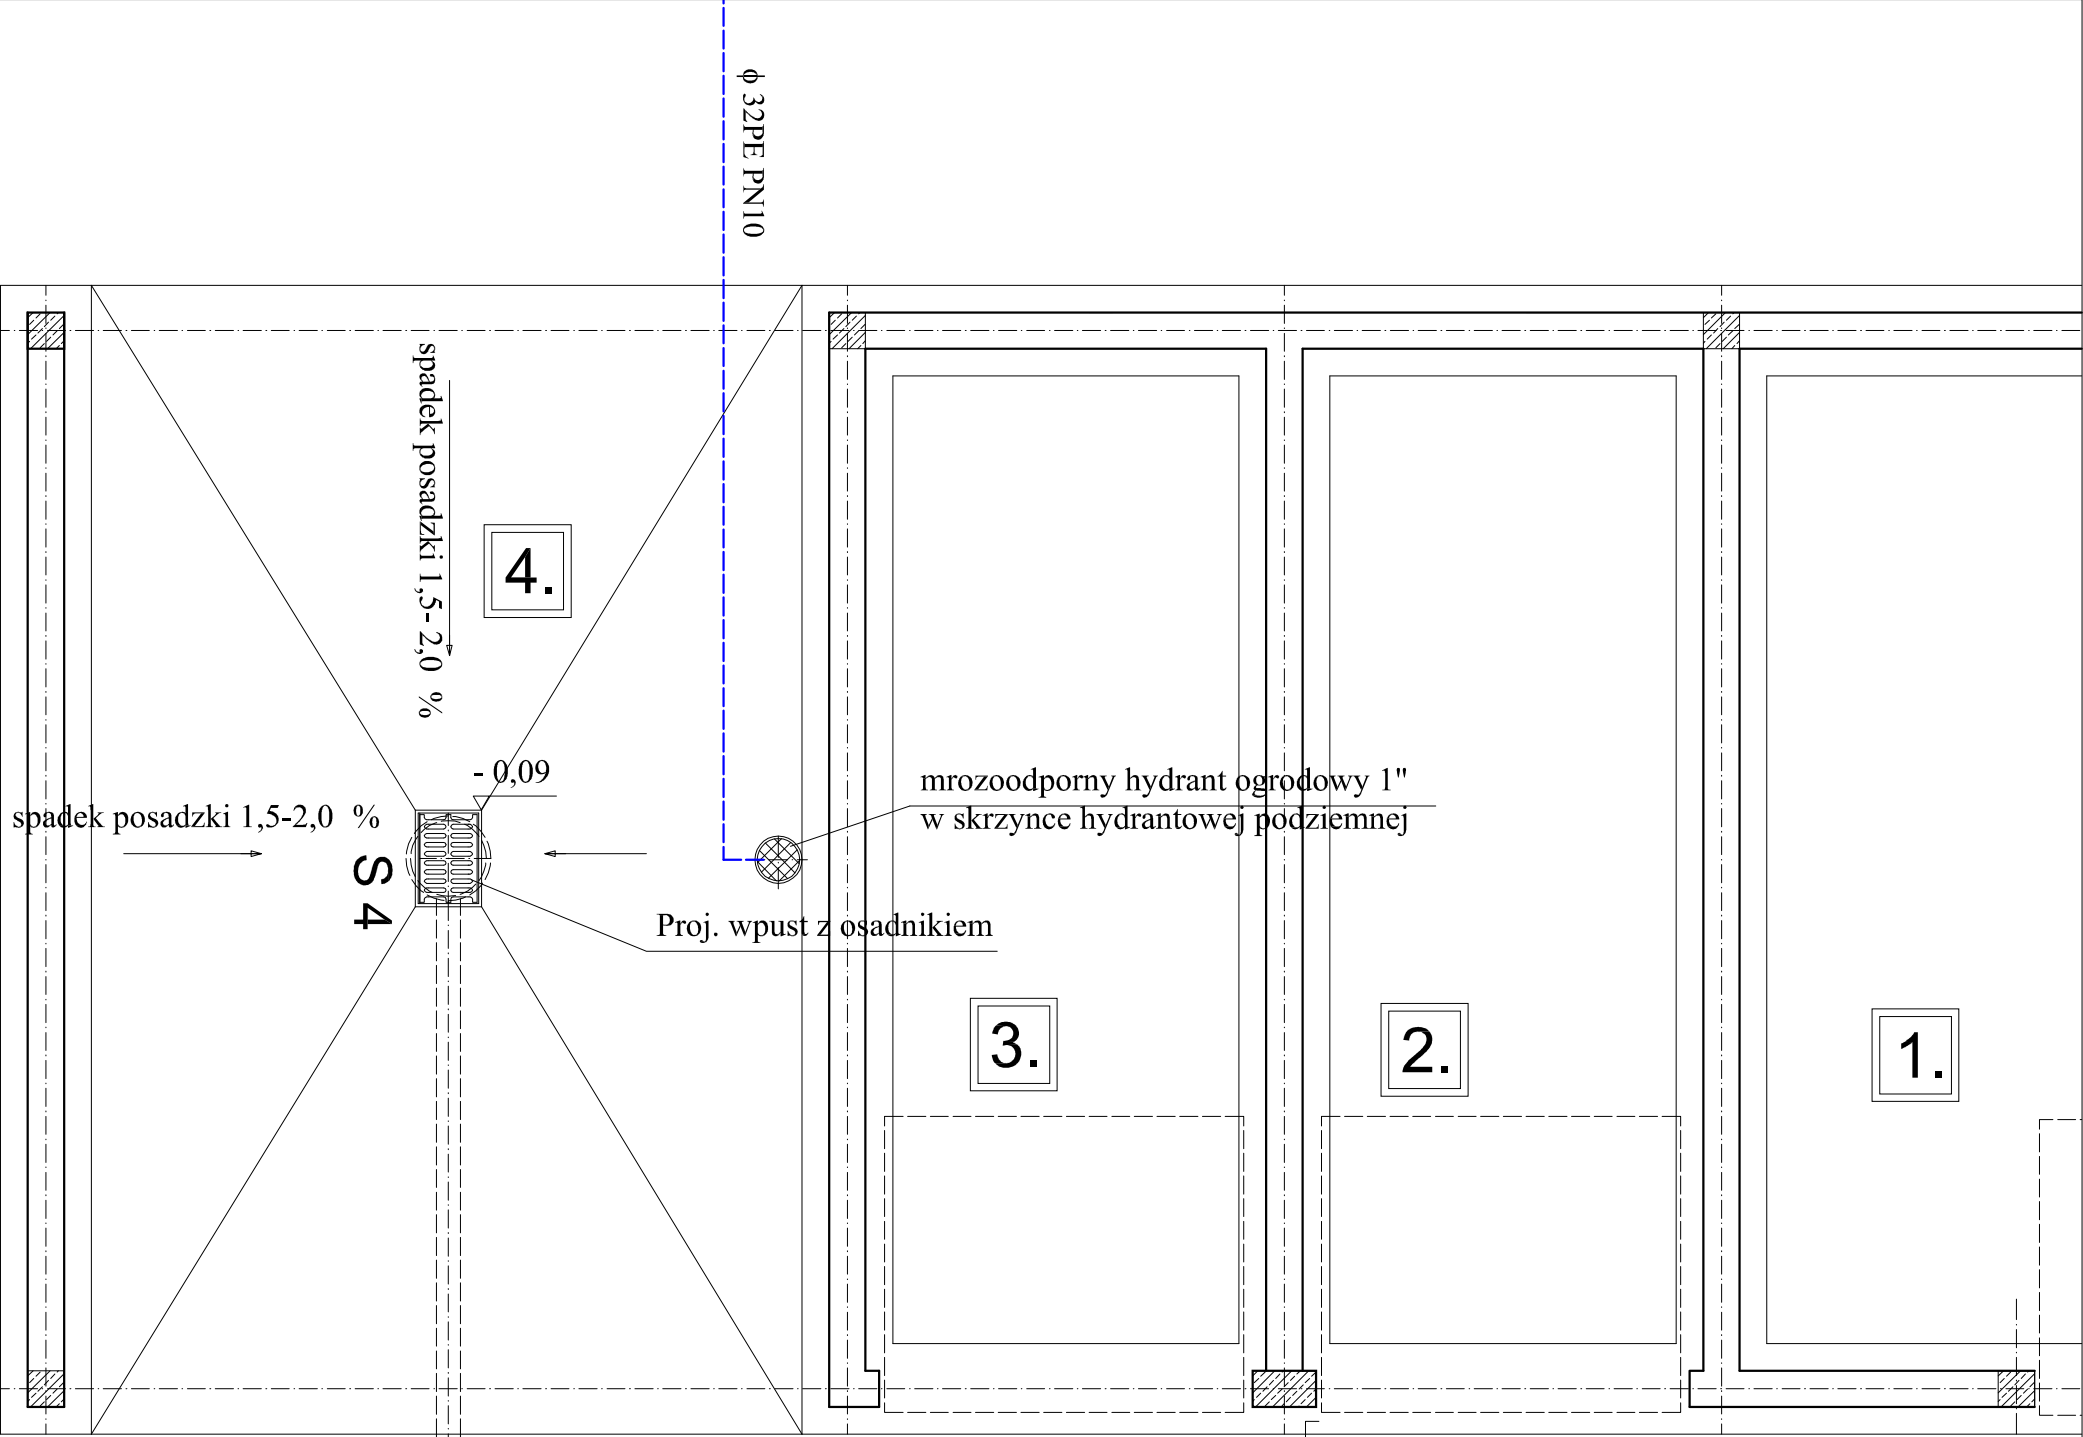 ϕ 32PE PN10
spadek posadzki 1,5- 2,0 %
4.
- 0,09
mrozoodporny hydrant ogrodowy 1"
w skrzynce hydrantowej podziemnej
spadek posadzki 1,5-2,0 %
S 4
Proj. wpust z osadnikiem
3.
2.
1.